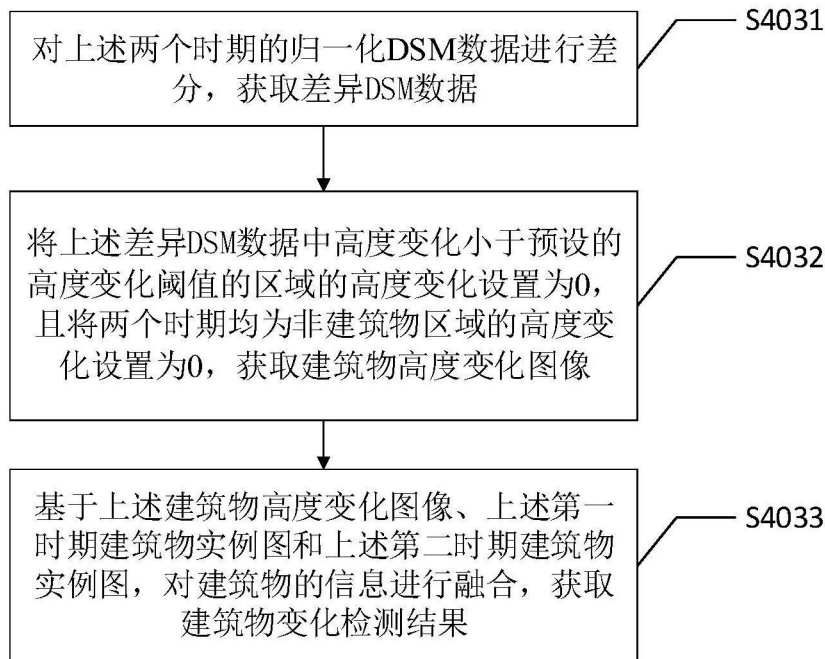 对上述两个时期的归一化DSM数据进行差
分，获取差异DSM数据
S4031
将上述差异DSM数据中高度变化小于预设的
高度变化阈值的区域的高度变化设置为0，
且将两个时期均为非建筑物区域的高度变
化设置为0，获取建筑物高度变化图像
S4032
基于上述建筑物高度变化图像、上述第一
时期建筑物实例图和上述第二时期建筑物
实例图，对建筑物的信息进行融合，获取
建筑物变化检测结果
S4033